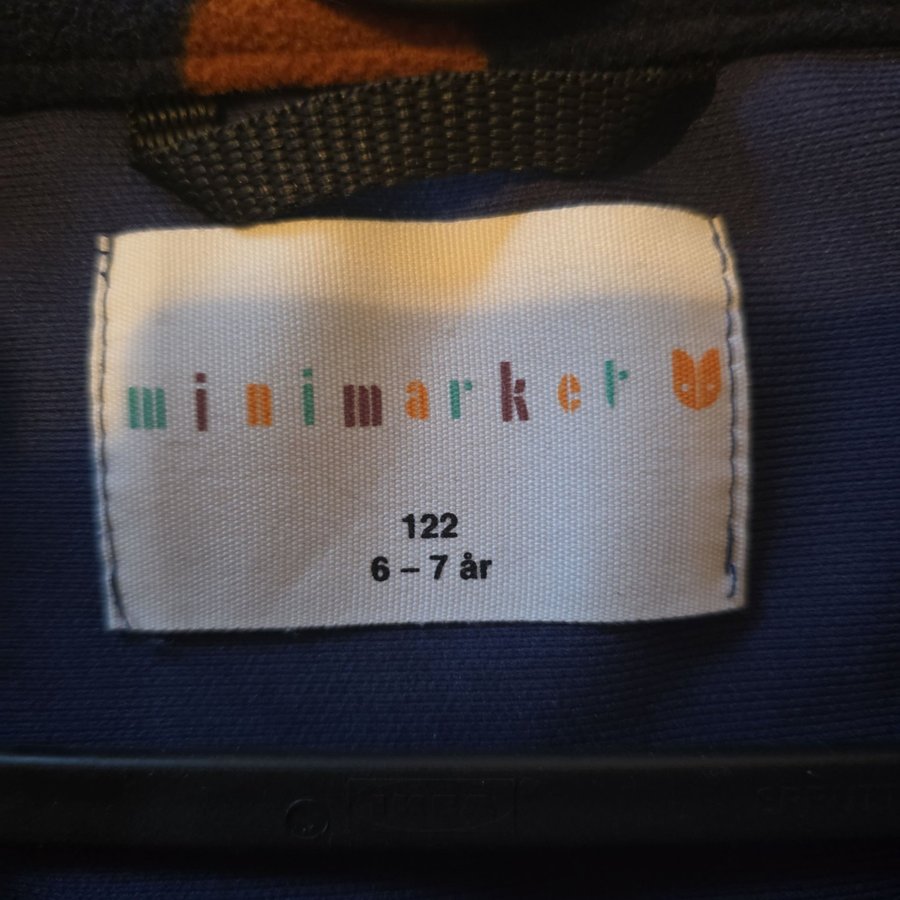 minimarket
122
6 – 7 år